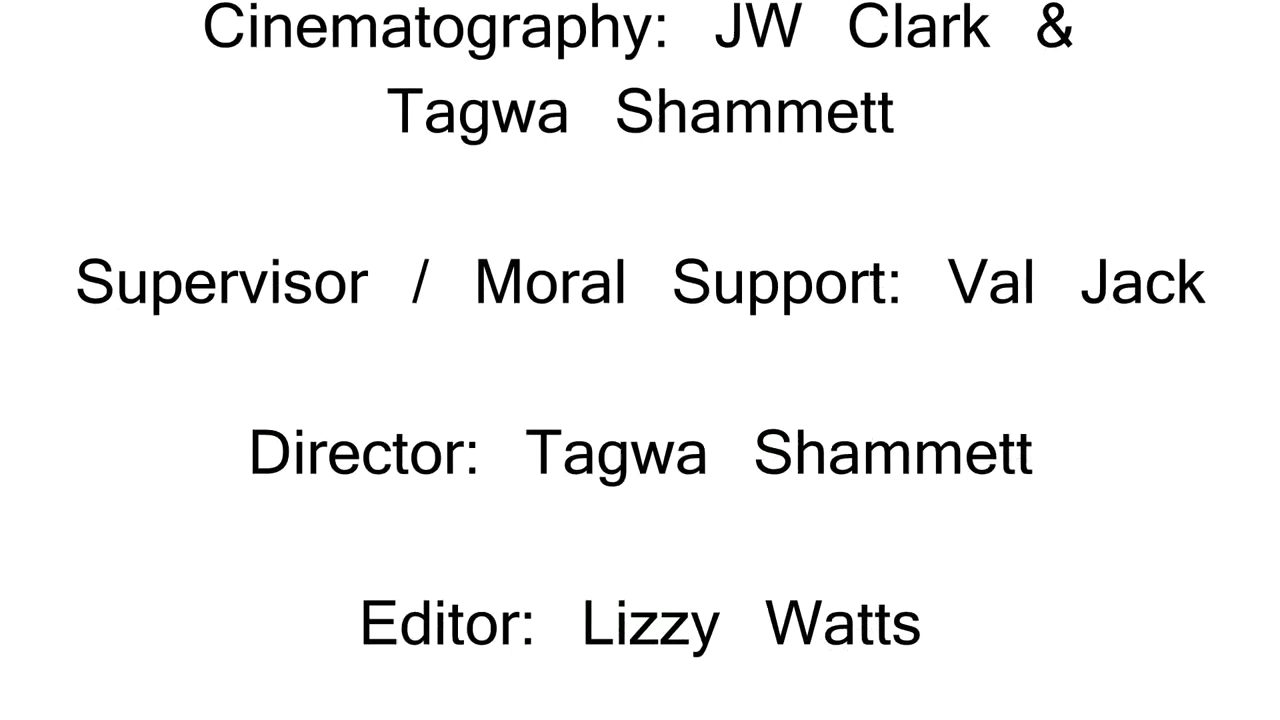 Cinematography: JW Clark &
Tagwa Shammett
Supervisor / Moral Support: Val Jack
Director: Tagwa Shammett
Editor: Lizzy Watts